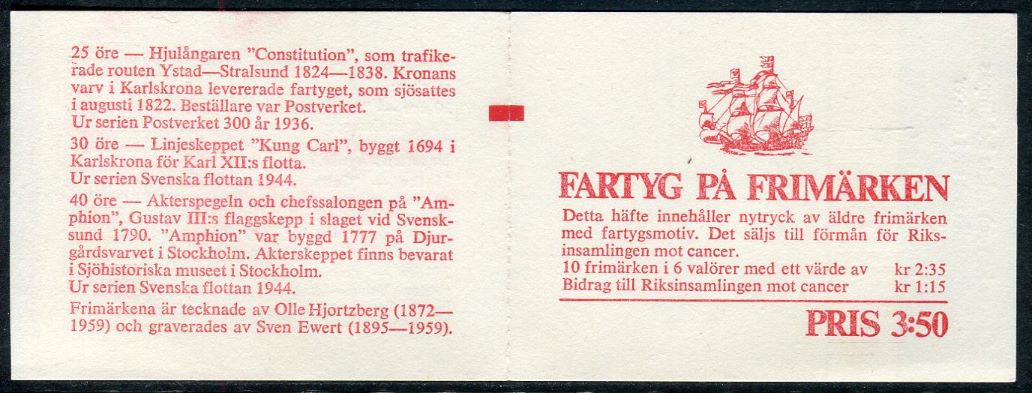 25 öre — Hjulångaren ”Constitution”, som trafike-
rade routen Ystad—Stralsund 1824—1838. Kronans
varv i Karlskrona levererade fartyget, som sjösattes
i augusti 1822. Beställare var Postverket.
Ur serien Postverket 300 år 1936.
30 öre — Linjeskeppet ”Kung Carl”, byggt 1694 i
Karlskrona för Karl XII:s flotta.
Ur serien Svenska flottan 1944.
40 öre — Akterspegeln och chefssalongen på ”Am-
phion”, Gustav III:s flaggskepp i slaget vid Svensk-
sund 1790. ”Amphion” var byggd 1777 på Djur-
gårdsvarvet i Stockholm. Akterskeppet finns bevarat
i Sjöhistoriska museet i Stockholm.
Ur serien Svenska flottan 1944.
Frimärkena är tecknade av Olle Hjortzberg (1872—
1959) och graverades av Sven Ewert (1895—1959).
FARTYG PÅ FRIMÄRKEN
Detta häfte innehåller nytryck av äldre frimärken
med fartygsmotiv. Det säljs till förmån för Riks-
insamlingen mot cancer.
10 frimärken i 6 valörer med ett värde av kr 2:35
Bidrag till Riksinsamlingen mot cancer kr 1:15
PRIS 3:50